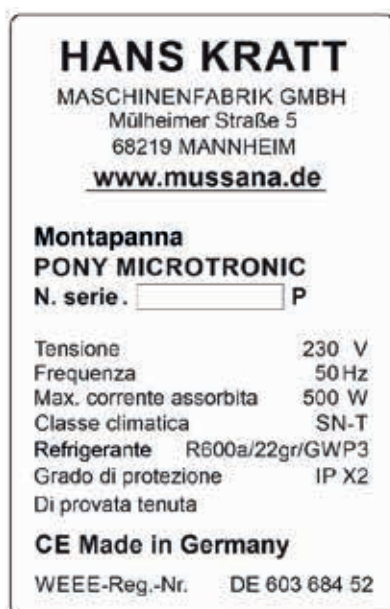 HANS KRATT
MASCHINENFABRIK GMBH
Mülheimer Straße 5
68219 MANNHEIM
www.mussana.de
Montapanna
PONY MICROTRONIC
N. serie. P
Tensione 230 V
Frequenza 50Hz
Max. corrente assorbita 500 W
Classe climatica SN-T
Refrigerante R600a/22gr/GWP3
Grado di protezione IP X2
Di provata tenuta
CE Made in Germany
WEEE-Reg.-Nr. DE 603 684 52